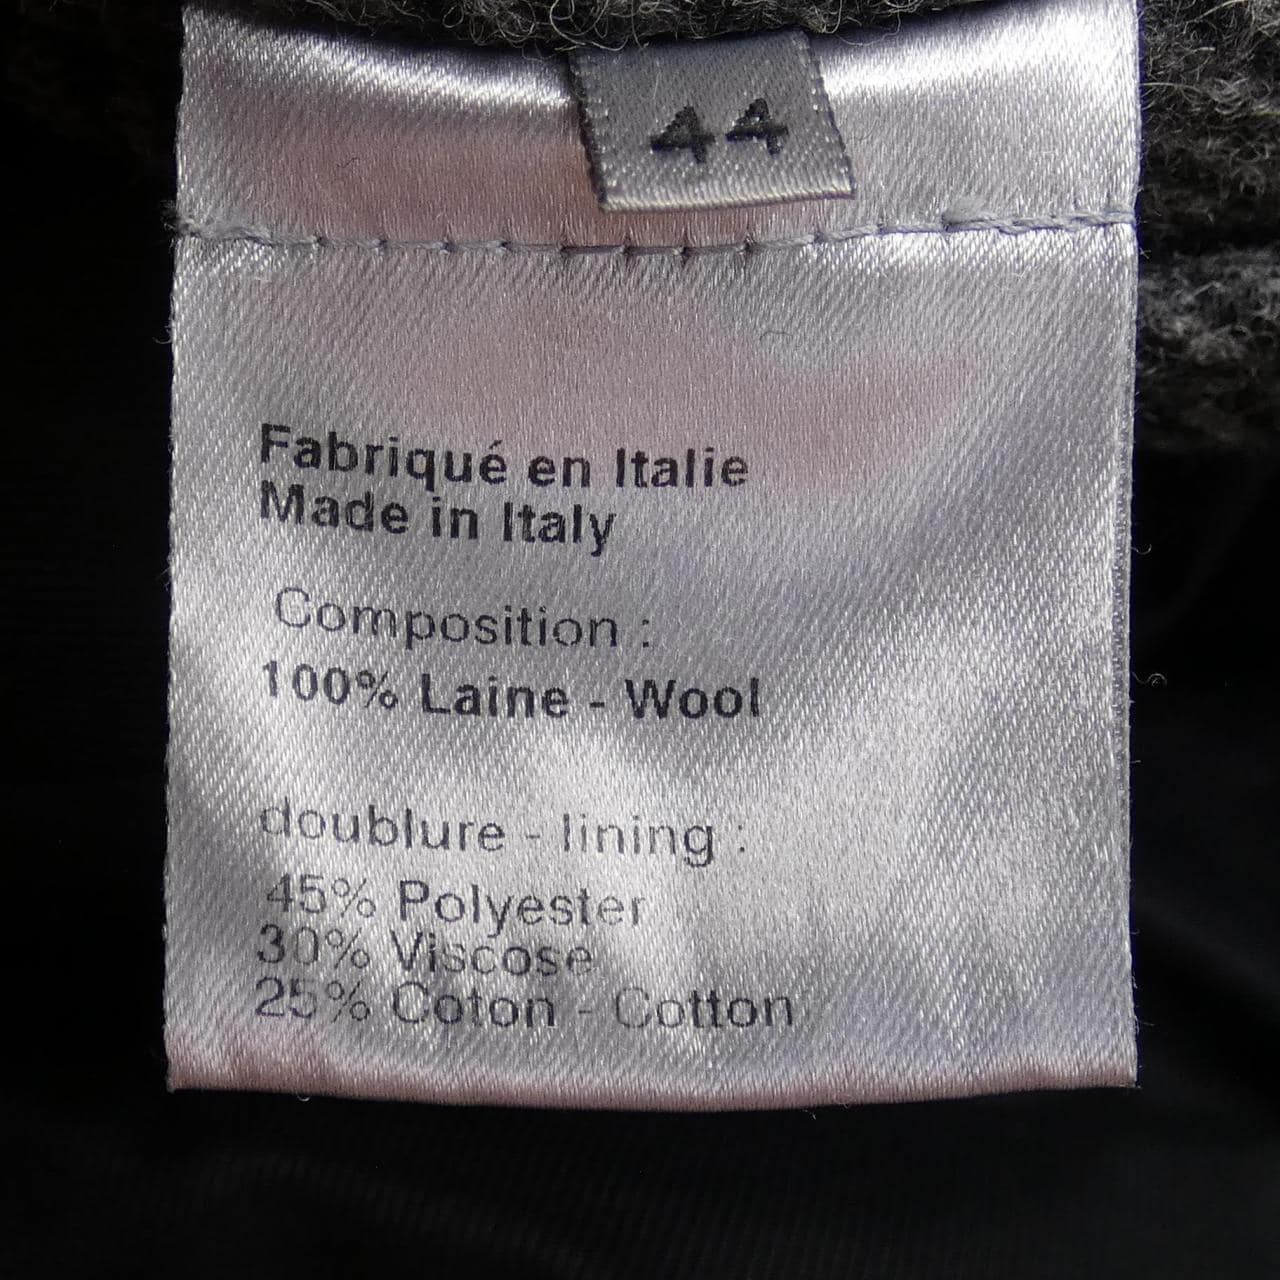 44
Fabriqué en Italie
Made in Italy
Composition :
100% Laine - Wool
doublure - lining :
45% Polyester
30% Viscose
25% Coton - Cotton